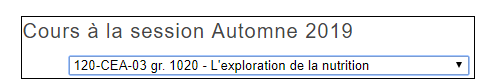 Cours à la session Automne 2019
120-CEA-03 gr. 1020 - L'exploration de la nutrition